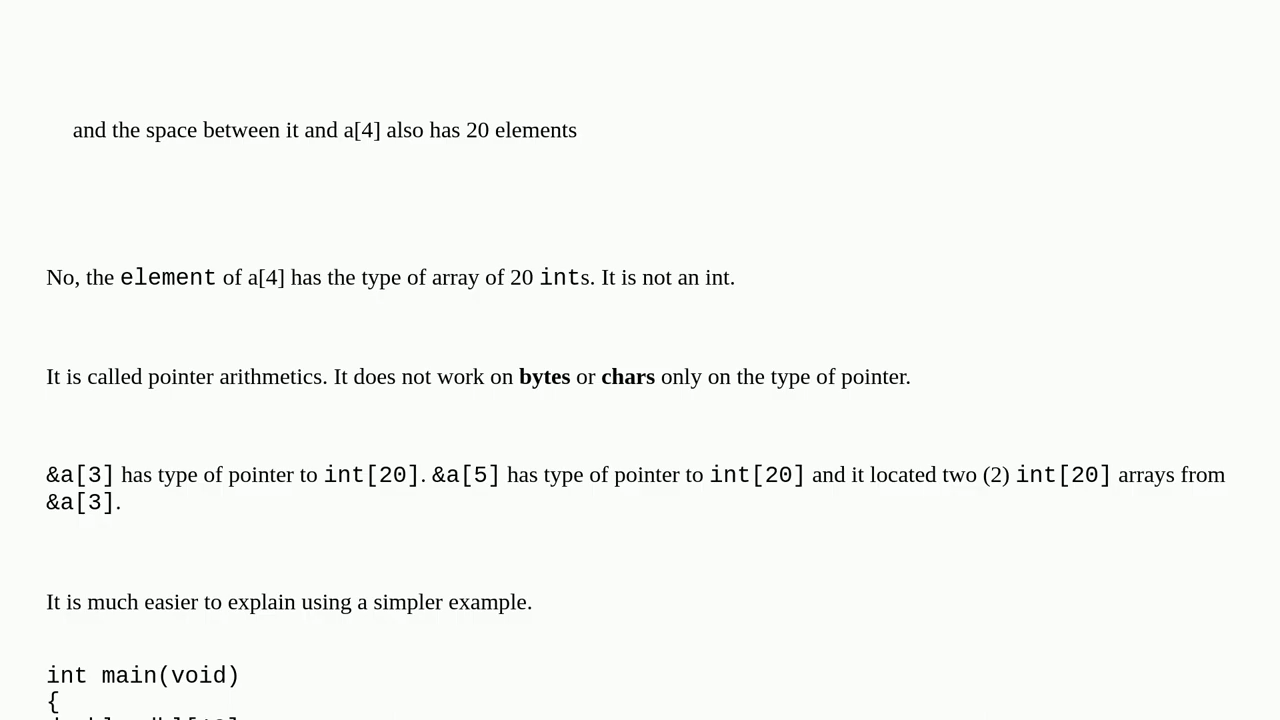 and the space between it and a[4] also has 20 elements
No, the element of a[4] has the type of array of 20 ints. It is not an int.
It is called pointer arithmetics. It does not work on bytes or chars only on the type of pointer.
&a[3] has type of pointer to int[20]. &a[5] has type of pointer to int[20] and it located two (2) int[20] arrays from
&a[3].
It is much easier to explain using a simpler example.
int main(void)
{